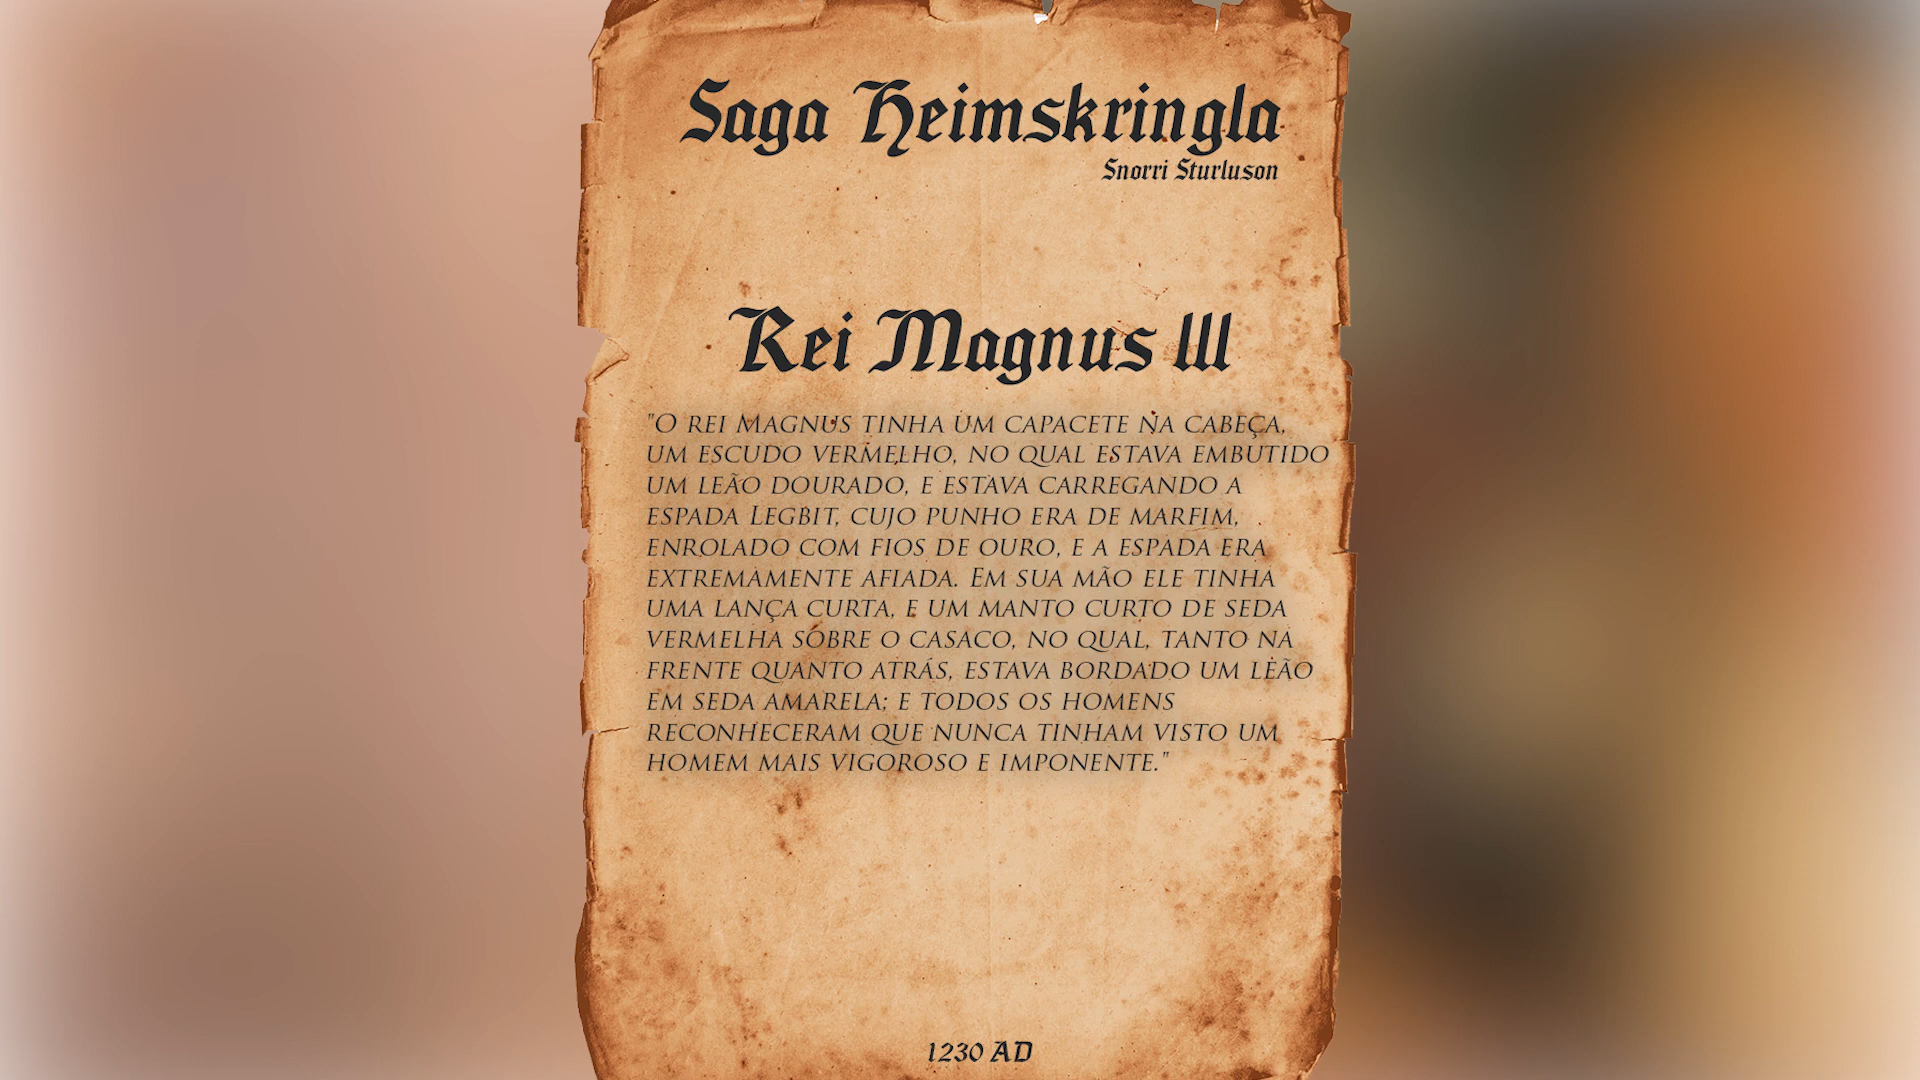 Saga Heimskringla
Snorri Sturluson
Rei Magnus III
"O rei Magnus tinha um capacete na cabeça,
um escudo vermelho, no qual estava embutido
um leão dourado, e estava carregando a
espada Legbit, cujo punho era de marfim,
enrolado com fios de ouro, e a espada era
extremamente afiada. Em sua mão ele tinha
uma lança curta, e um manto curto de seda
vermelha sobre o casaco, no qual, tanto na
frente quanto atrás, estava bordado um leão
em seda amarela; e todos os homens
reconheceram que nunca tinham visto um
homem mais vigoroso e imponente."
1230 AD